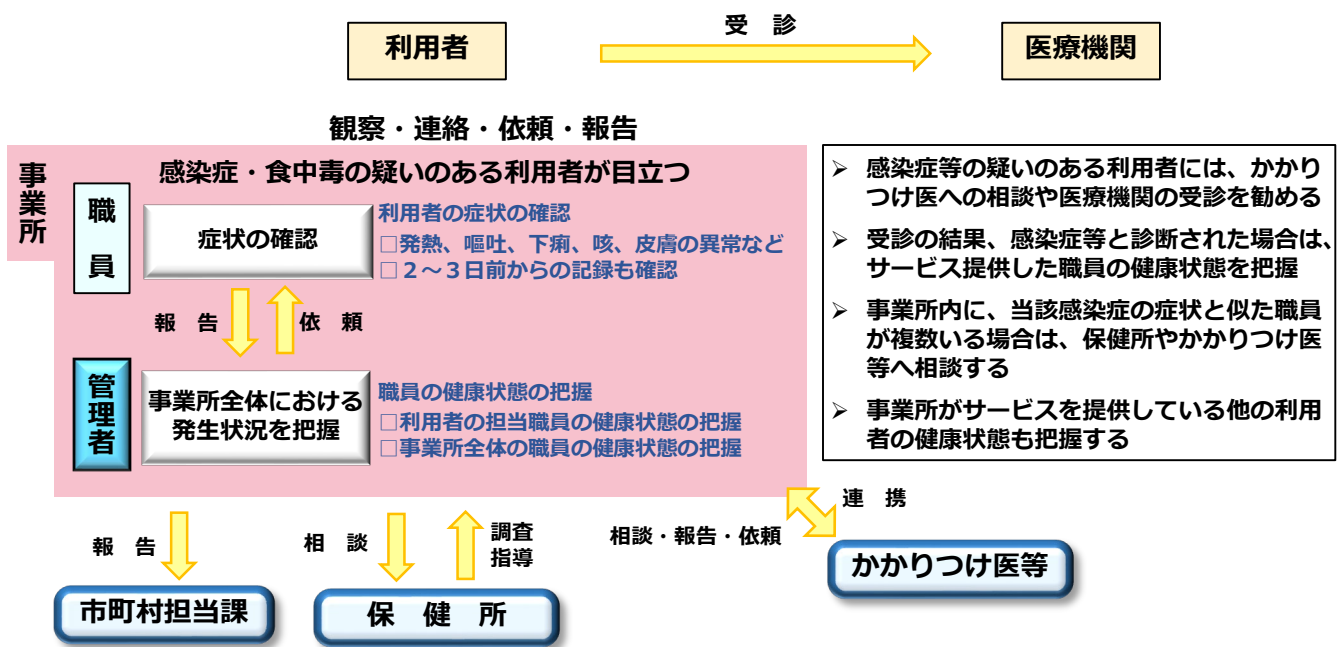 利用者
受　診
医療機関
観察・連絡・依頼・報告
事業所
感染症・食中毒の疑いのある利用者が目立つ
職員
症状の確認
利用者の症状の確認
□発熱、嘔吐、下痢、咳、皮膚の異常など
□２～３日前からの記録も確認
報　告
依　頼
管理者
事業所全体における
発生状況を把握
職員の健康状態の把握
□利用者の担当職員の健康状態の把握
□事業所全体の職員の健康状態の把握
➢ 感染症等の疑いのある利用者には、かかり
つけ医への相談や医療機関の受診を勧める
➢ 受診の結果、感染症等と診断された場合は、
サービス提供した職員の健康状態を把握
➢ 事業所内に、当該感染症の症状と似た職員
が複数いる場合は、保健所やかかりつけ医
等へ相談する
➢ 事業所がサービスを提供している他の利用
者の健康状態も把握する
報　告
相　談
調査
指導
相談・報告・依頼
連　携
市町村担当課
保　健　所
かかりつけ医等